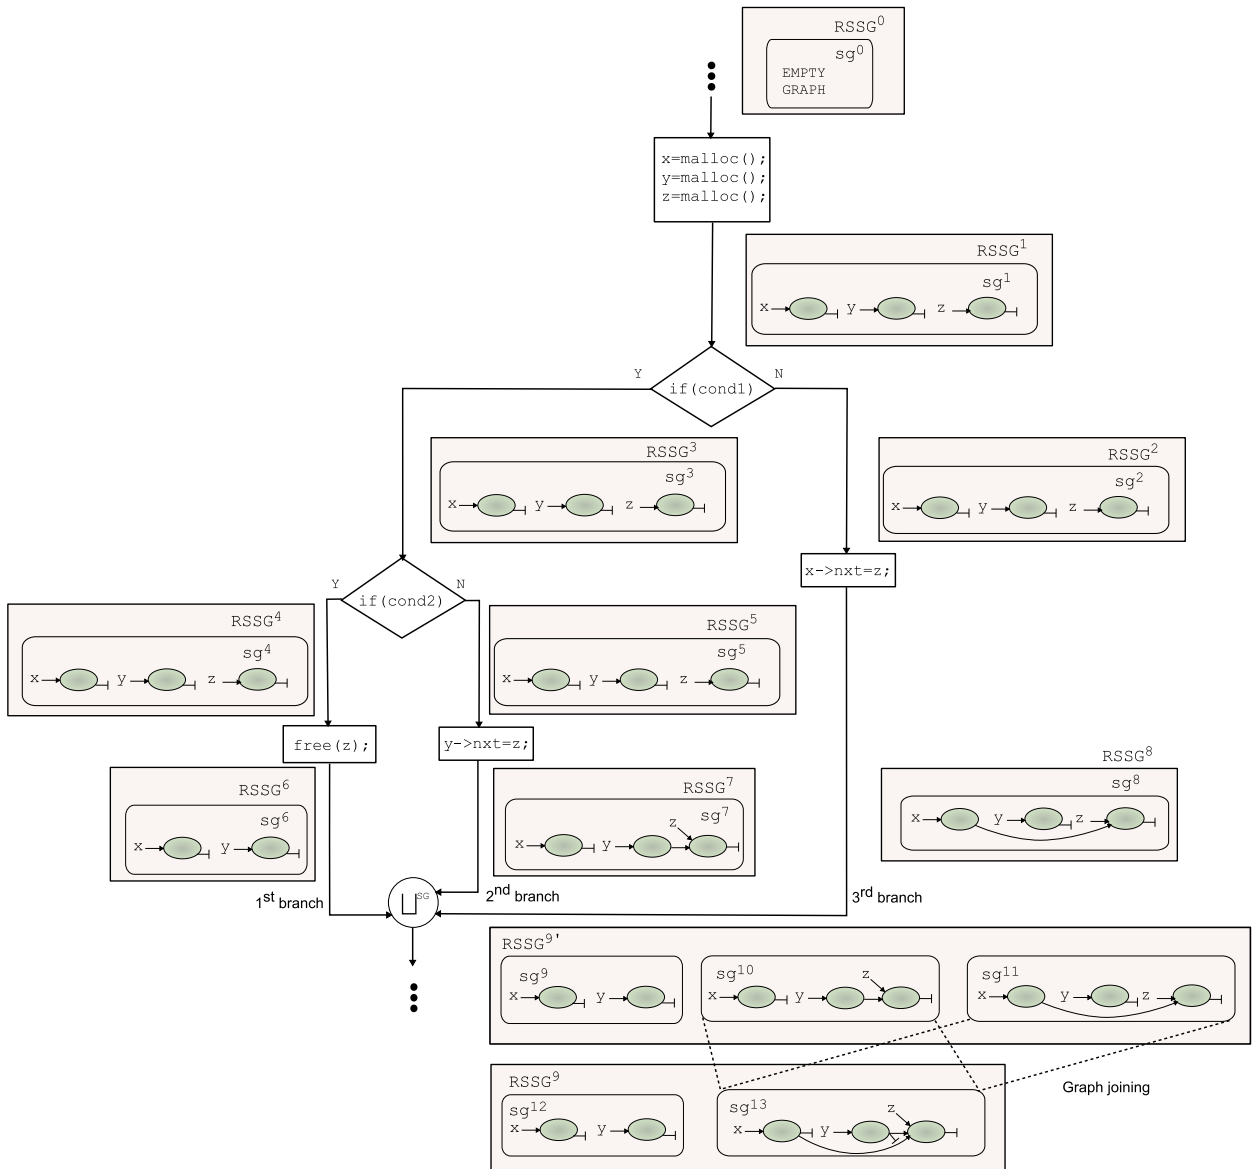 RSSG⁰
sg⁰
EMPTY
GRAPH
x=malloc();
y=malloc();
z=malloc();
RSSG¹
sg¹
x y z
Y N
if(cond1)
RSSG³
sg³
x y z
RSSG²
sg²
x y z
x->nxt=z;
Y N
if(cond2)
RSSG⁴
sg⁴
x y z
RSSG⁵
sg⁵
x y z
free(z);
y->nxt=z;
RSSG⁶
sg⁶
x y
RSSG⁷
sg⁷
z
x y
RSSG⁸
sg⁸
x y z
1st branch
⊔SG
2nd branch
3rd branch
RSSG⁹'
sg⁹
x y
sg¹⁰
z
x y
sg¹¹
x y z
Graph joining
RSSG⁹
sg¹²
x y
sg¹³
z
x y